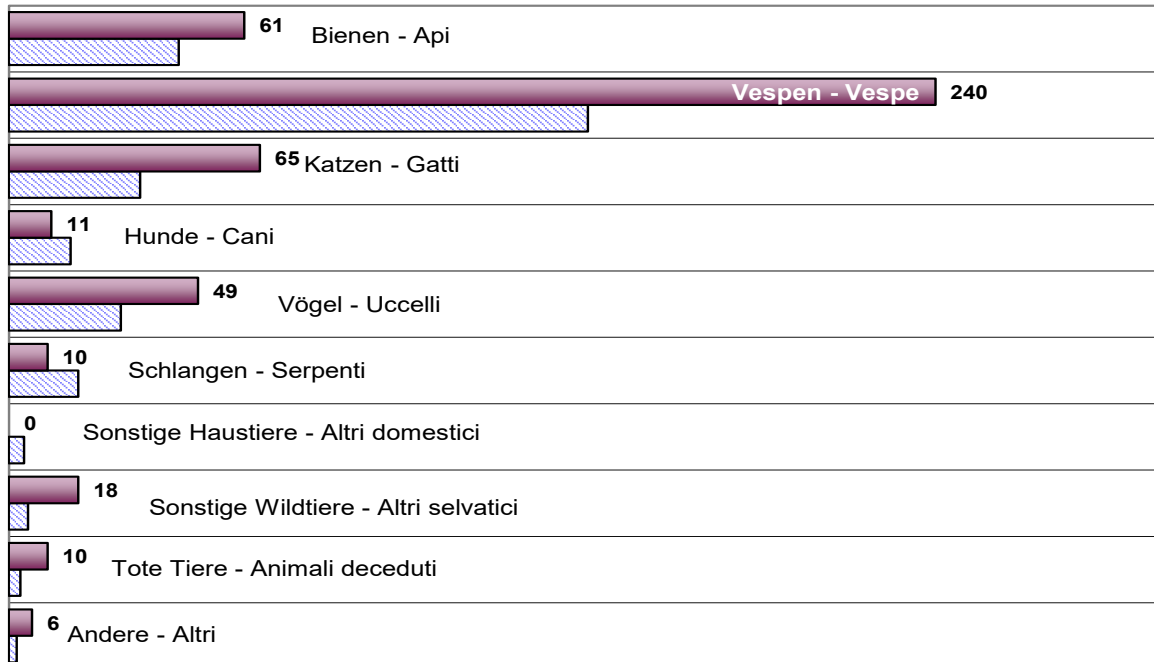 61 Bienen - Api
Vespen - Vespe 240
65 Katzen - Gatti
11 Hunde - Cani
49 Vögel - Uccelli
10 Schlangen - Serpenti
0 Sonstige Haustiere - Altri domestici
18 Sonstige Wildtiere - Altri selvatici
10 Tote Tiere - Animali deceduti
6 Andere - Altri